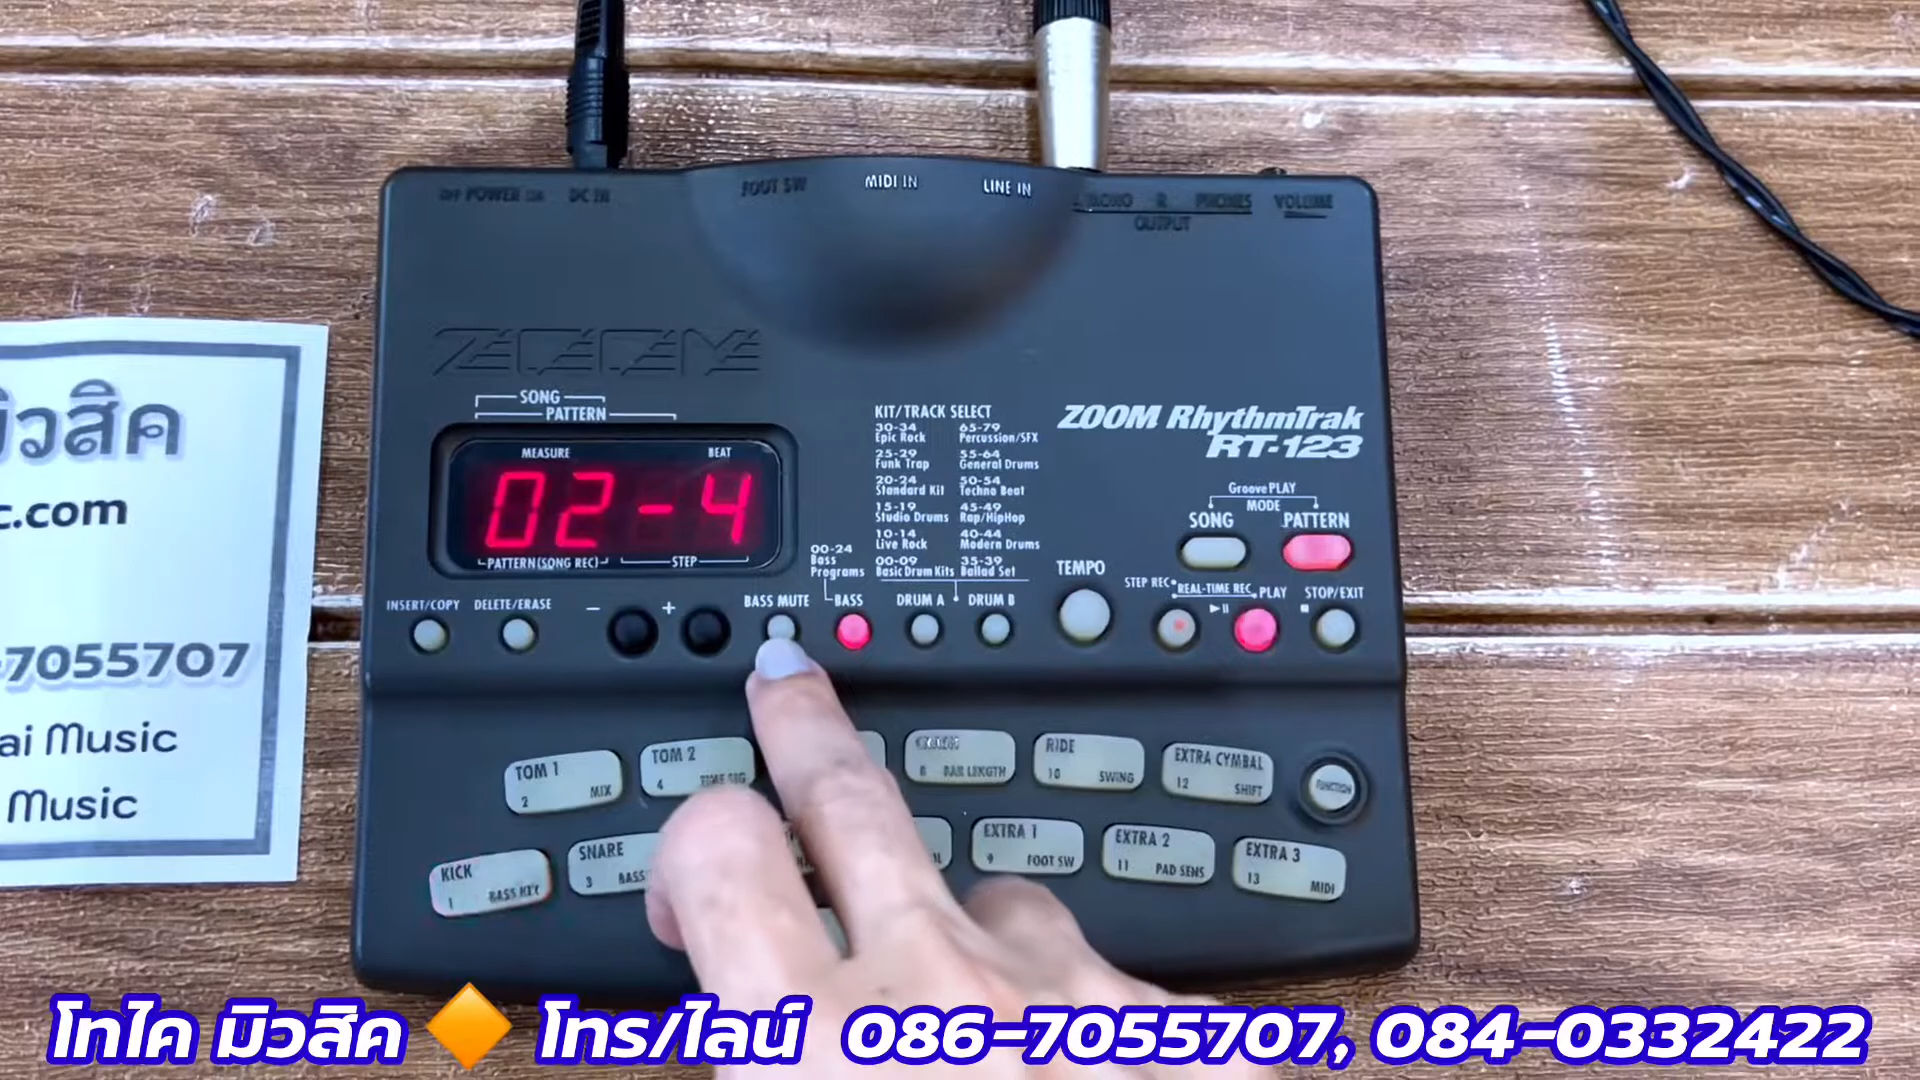 OFF POWER ON
DC IN
FOOT SW
MIDI IN
LINE IN
L/MONO R PHONES
OUTPUT
VOLUME
ZOOM
SONG
PATTERN
MEASURE
BEAT
02-4
PATTERN(SONG REC)
STEP
KIT/TRACK SELECT
30-34
Epic Rock
65-79
Percussion/SFX
25-29
Funk Trap
55-64
General Drums
20-24
Standard Kit
50-54
Techno Beat
15-19
Studio Drums
45-49
Rap/HipHop
10-14
Live Rock
40-44
Modern Drums
00-24
Bass
Programs
00-09
Basic Drum Kits
35-39
Ballad Set
ZOOM RhythmTrak
RT-123
GroovePLAY
MODE
SONG
PATTERN
TEMPO
STEP REC
REAL-TIME REC
PLAY
STOP/EXIT
INSERT/COPY
DELETE/ERASE
− +
BASS MUTE
BASS
DRUM A
DRUM B
TOM 1
2 MIX
TOM 2
4 TIME SIG
8 BAR LENGTH
RIDE
10 SWING
EXTRA CYMBAL
12 SHIFT
FUNCTION
KICK
1 BASS KEY
SNARE
3 BASS
EXTRA 1
9 FOOT SW
EXTRA 2
11 PAD SENS
EXTRA 3
13 MIDI
มิวสิค
c.com
-7055707
ai Music
Music
โทไค มิวสิค 🔶 โทร/ไลน์ 086-7055707, 084-0332422